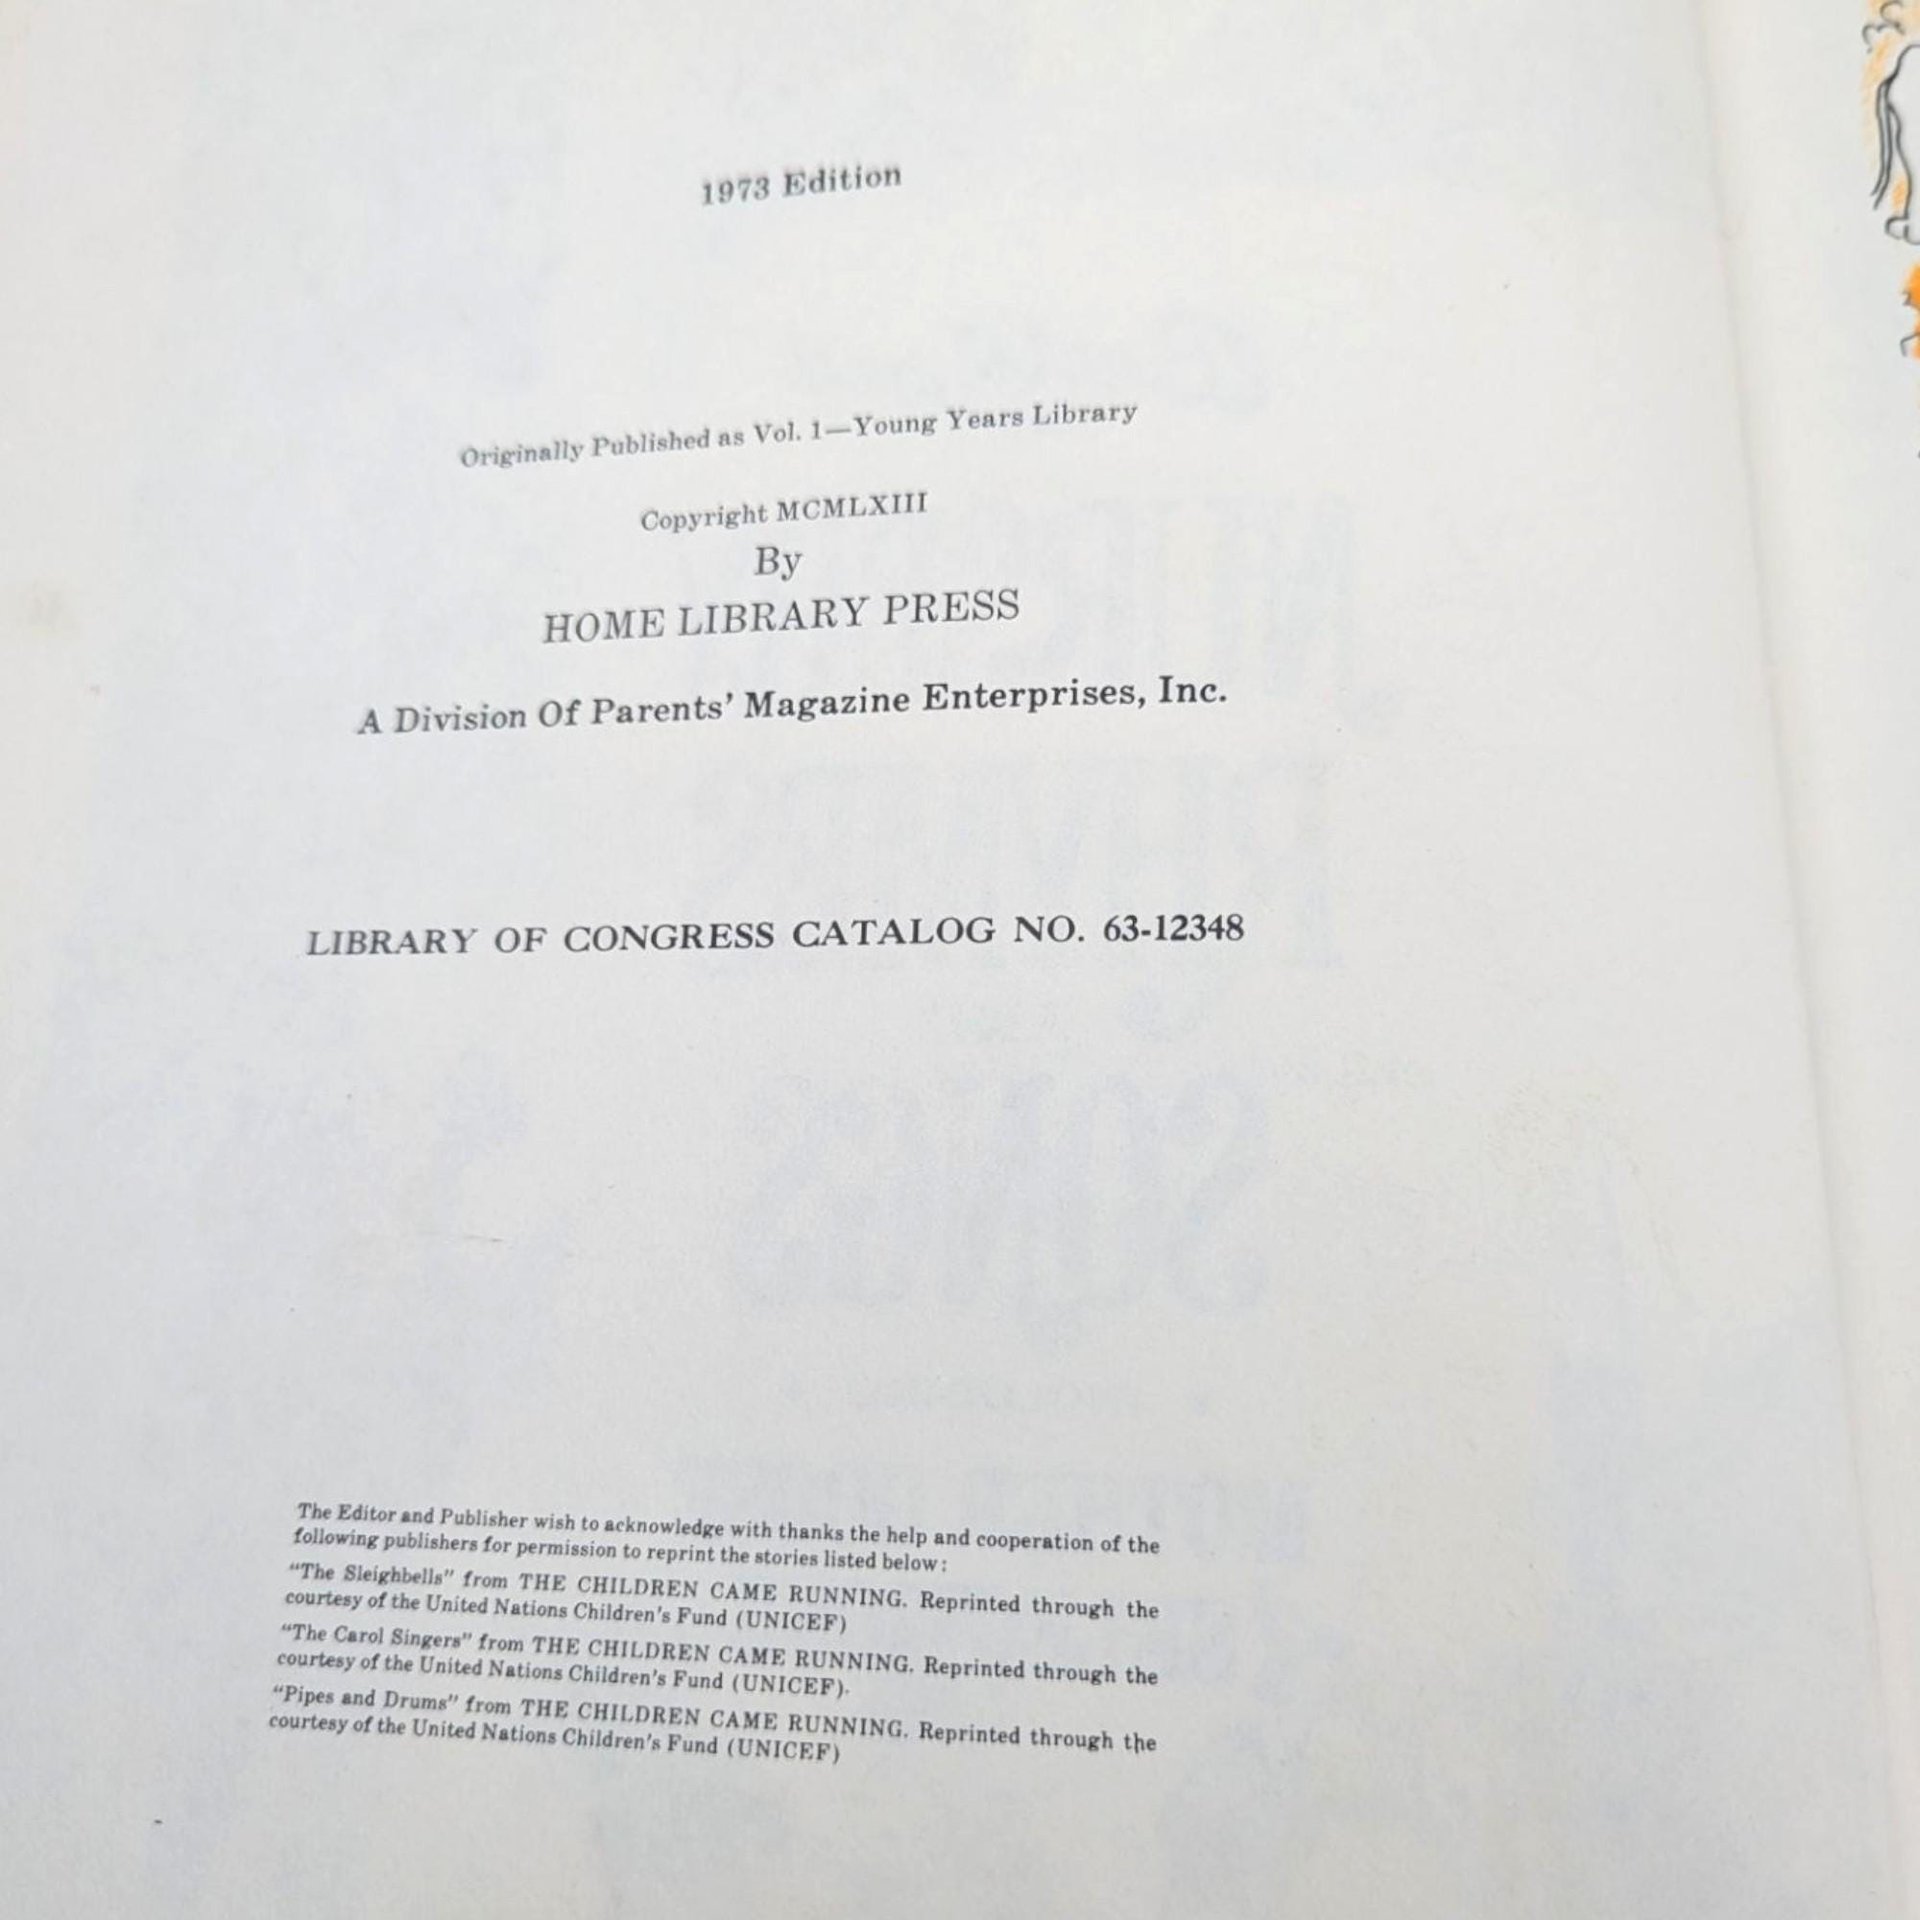 1973 Edition
Originally Published as Vol. 1—Young Years Library
Copyright MCMLXIII
By
HOME LIBRARY PRESS
A Division Of Parents' Magazine Enterprises, Inc.
LIBRARY OF CONGRESS CATALOG NO. 63-12348
The Editor and Publisher wish to acknowledge with thanks the help and cooperation of the
following publishers for permission to reprint the stories listed below:
"The Sleighbells" from THE CHILDREN CAME RUNNING. Reprinted through the
courtesy of the United Nations Children's Fund (UNICEF)
"The Carol Singers" from THE CHILDREN CAME RUNNING. Reprinted through the
courtesy of the United Nations Children's Fund (UNICEF).
"Pipes and Drums" from THE CHILDREN CAME RUNNING. Reprinted through the
courtesy of the United Nations Children's Fund (UNICEF)